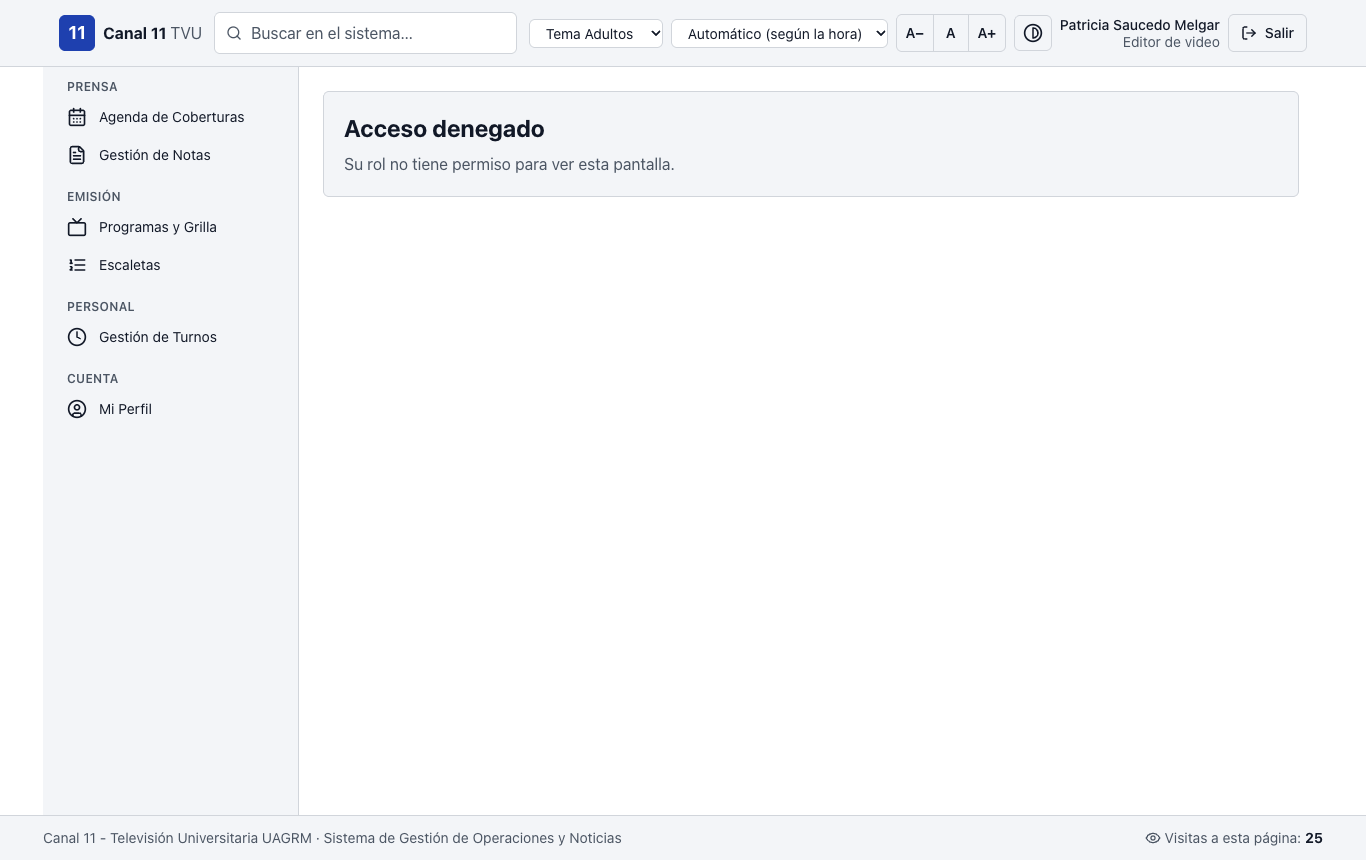 11 Canal 11 TVU
Buscar en el sistema...
Tema Adultos
Automático (según la hora)
A− A A+
Patricia Saucedo Melgar
Editor de video
Salir
PRENSA
Agenda de Coberturas
Gestión de Notas
EMISIÓN
Programas y Grilla
Escaletas
PERSONAL
Gestión de Turnos
CUENTA
Mi Perfil
Acceso denegado
Su rol no tiene permiso para ver esta pantalla.
Canal 11 - Televisión Universitaria UAGRM · Sistema de Gestión de Operaciones y Noticias
Visitas a esta página: 25